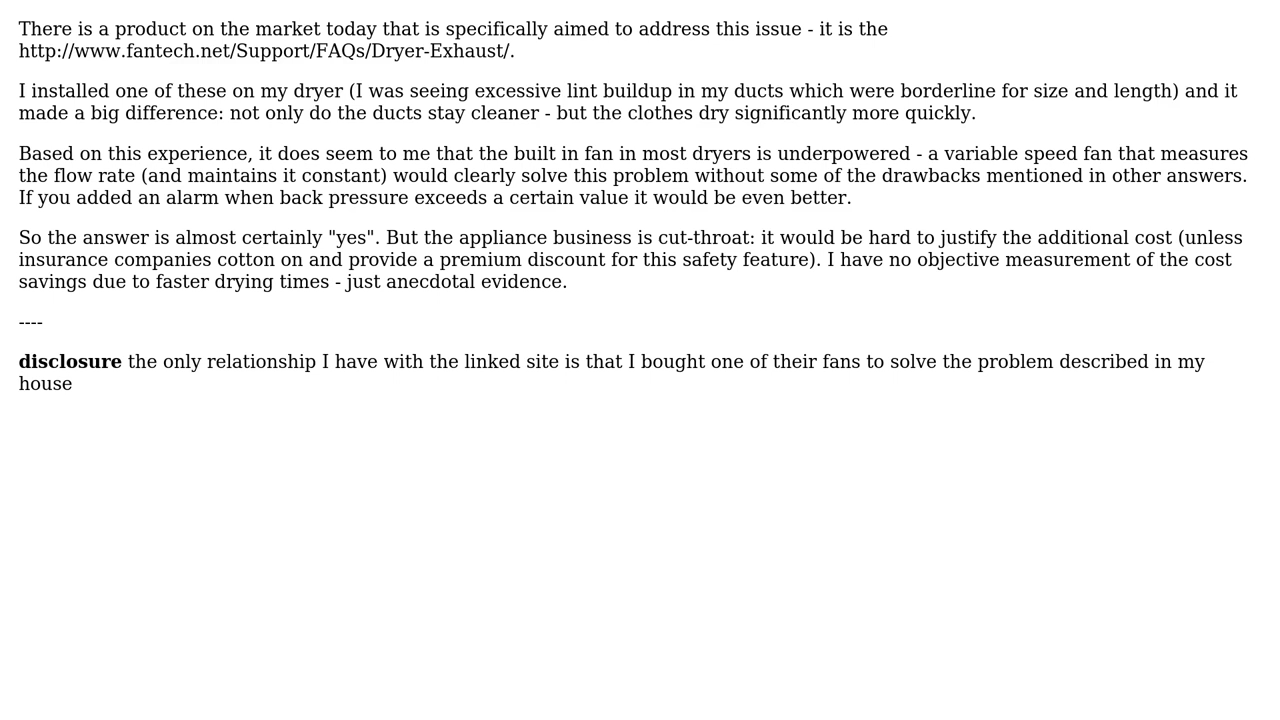 There is a product on the market today that is specifically aimed to address this issue - it is the
http://www.fantech.net/Support/FAQs/Dryer-Exhaust/.
I installed one of these on my dryer (I was seeing excessive lint buildup in my ducts which were borderline for size and length) and it
made a big difference: not only do the ducts stay cleaner - but the clothes dry significantly more quickly.
Based on this experience, it does seem to me that the built in fan in most dryers is underpowered - a variable speed fan that measures
the flow rate (and maintains it constant) would clearly solve this problem without some of the drawbacks mentioned in other answers.
If you added an alarm when back pressure exceeds a certain value it would be even better.
So the answer is almost certainly "yes". But the appliance business is cut-throat: it would be hard to justify the additional cost (unless
insurance companies cotton on and provide a premium discount for this safety feature). I have no objective measurement of the cost
savings due to faster drying times - just anecdotal evidence.
----
disclosure the only relationship I have with the linked site is that I bought one of their fans to solve the problem described in my
house